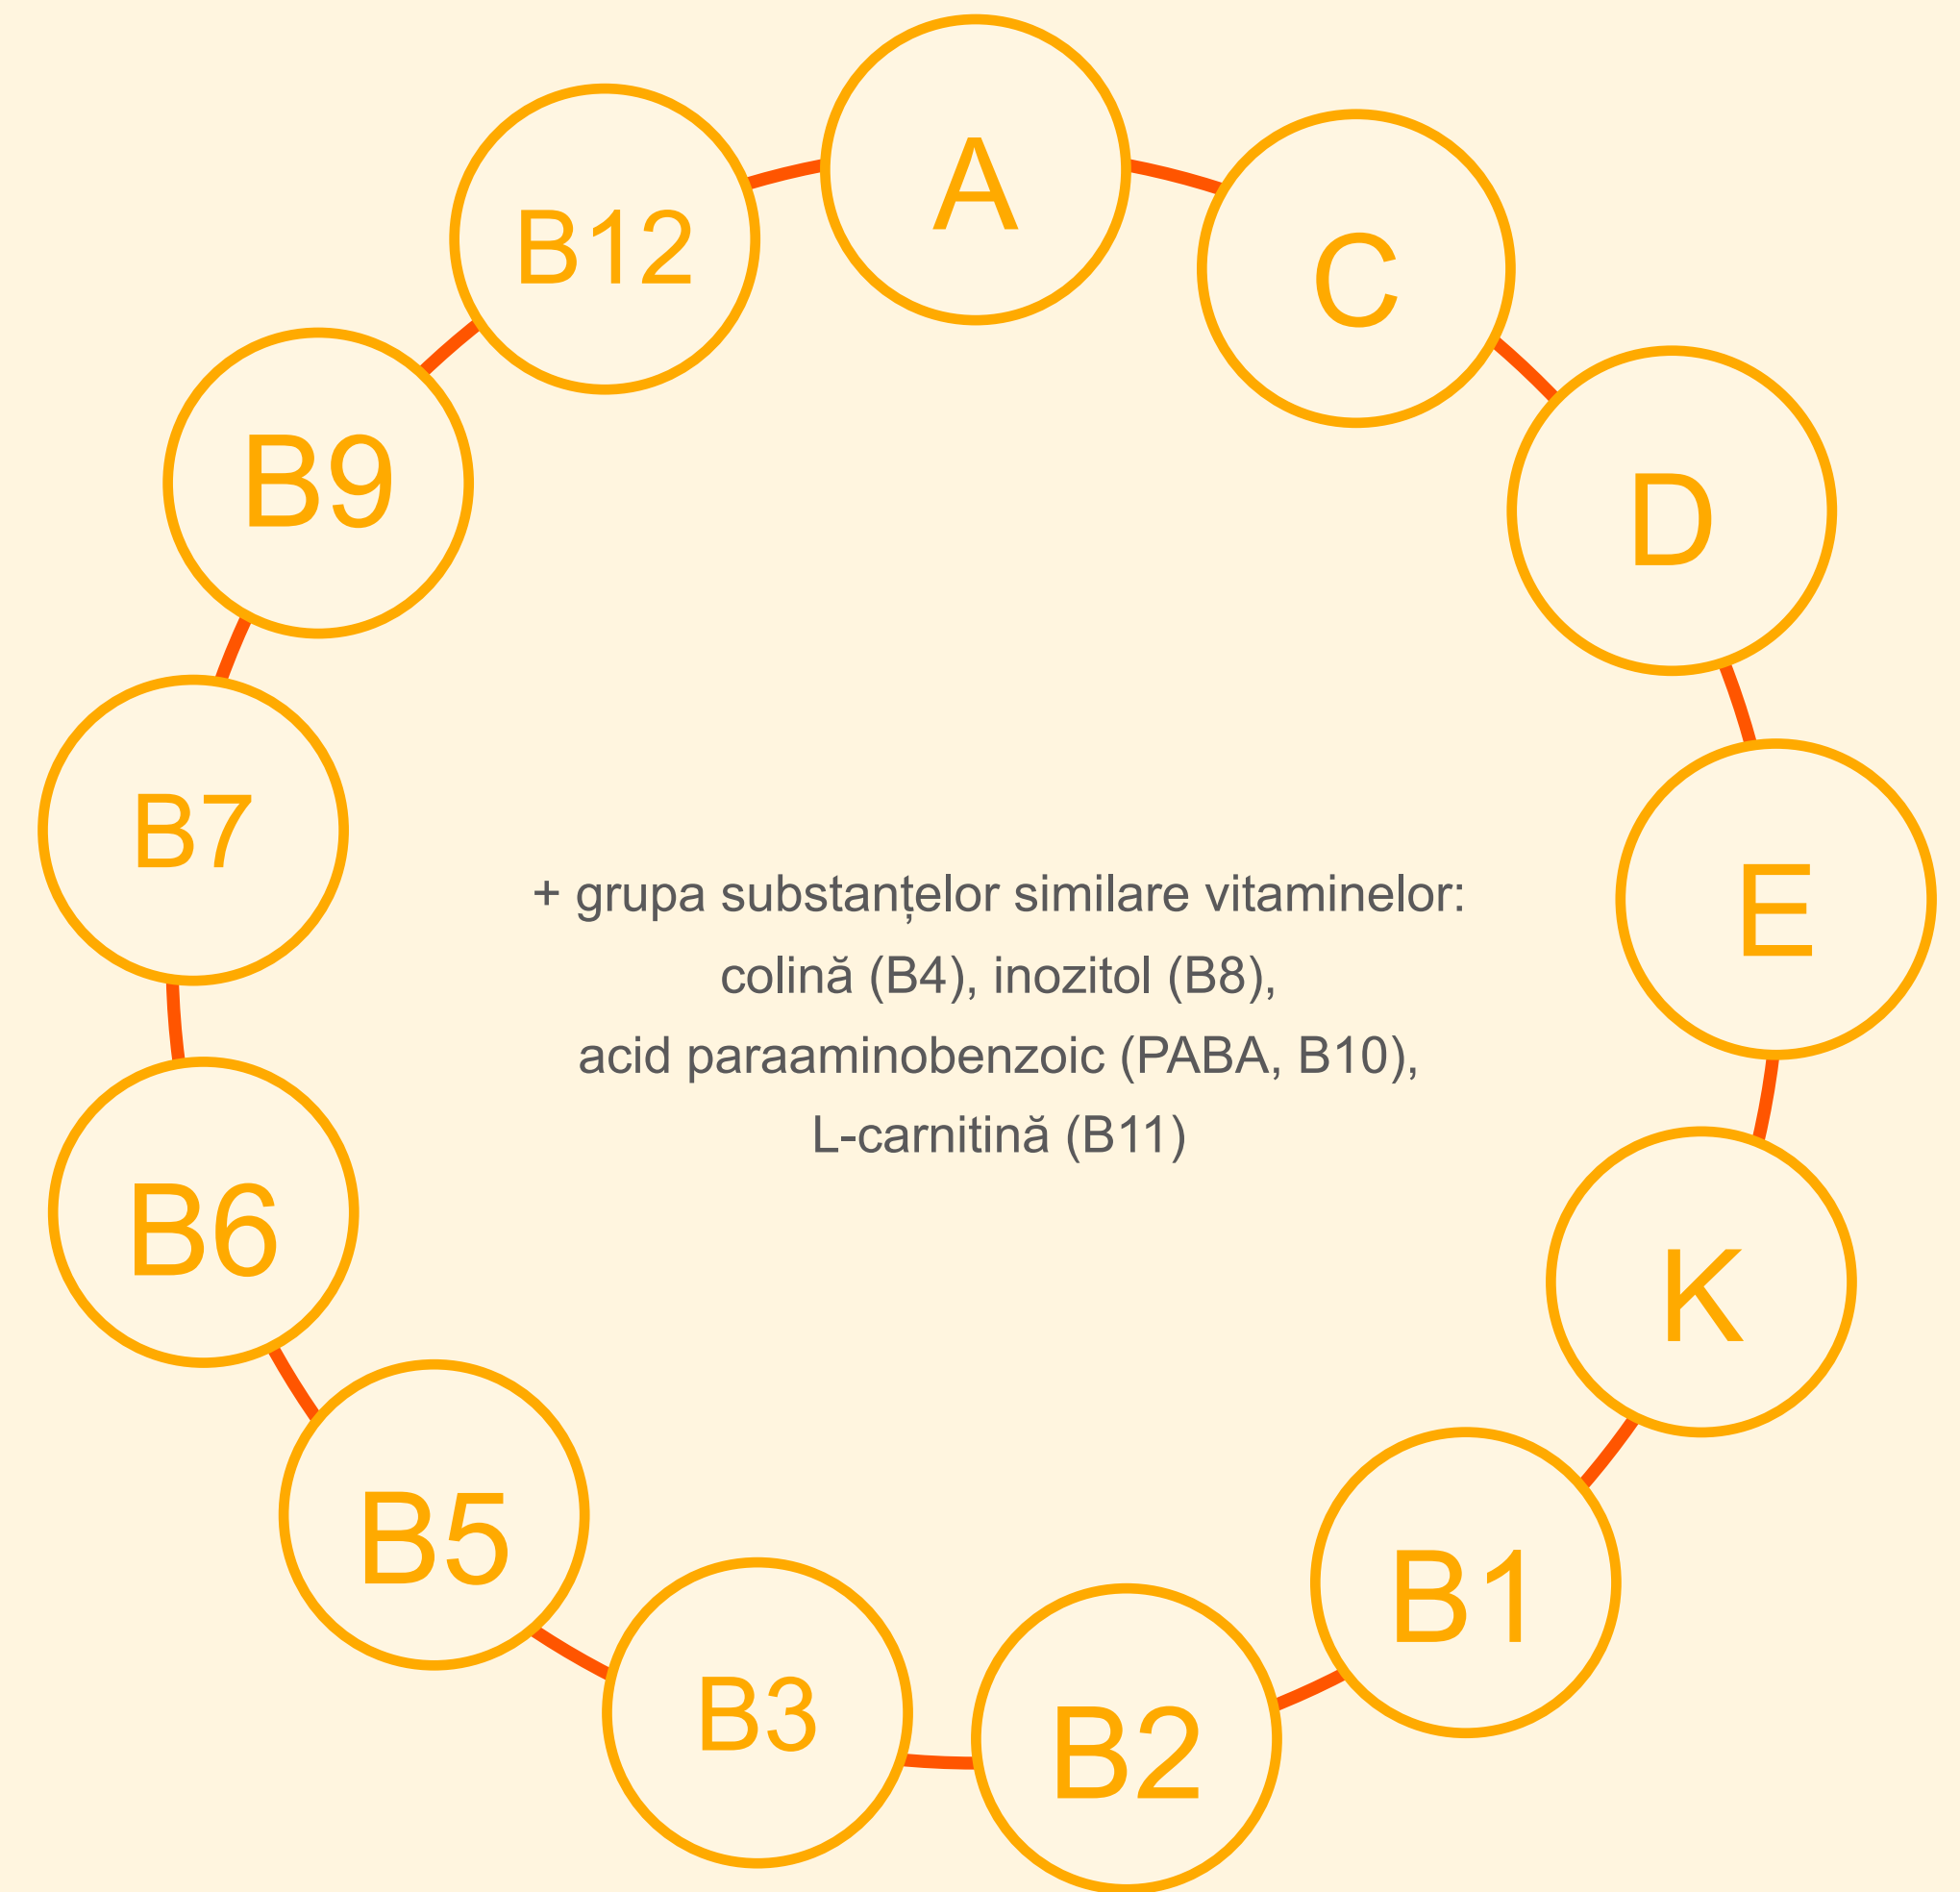 A
C
D
E
K
B1
B2
B3
B5
B6
B7
B9
B12
+ grupa substanțelor similare vitaminelor:
colină (B4), inozitol (B8),
acid paraaminobenzoic (PABA, B10),
L-carnitină (B11)